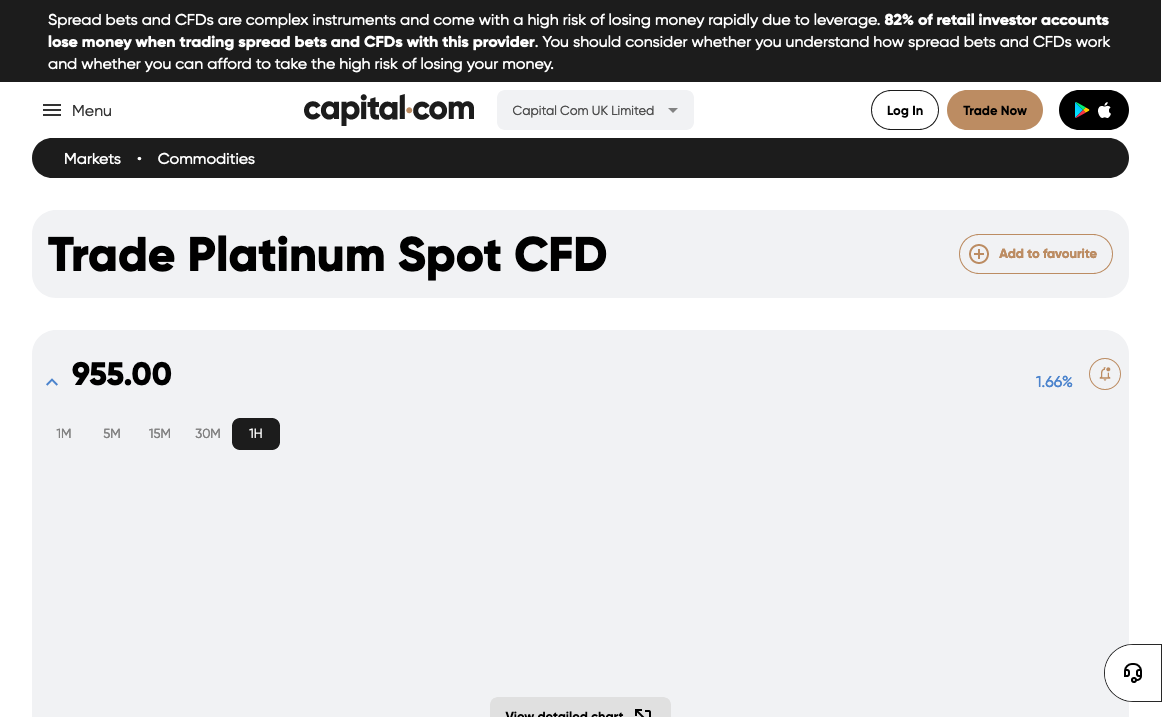 Spread bets and CFDs are complex instruments and come with a high risk of losing money rapidly due to leverage. 82% of retail investor accounts
lose money when trading spread bets and CFDs with this provider. You should consider whether you understand how spread bets and CFDs work
and whether you can afford to take the high risk of losing your money.
Menu
capital.com
Capital Com UK Limited
Log In
Trade Now
Markets • Commodities
Trade Platinum Spot CFD
Add to favourite
955.00
1.66%
1M 5M 15M 30M 1H
View detailed chart